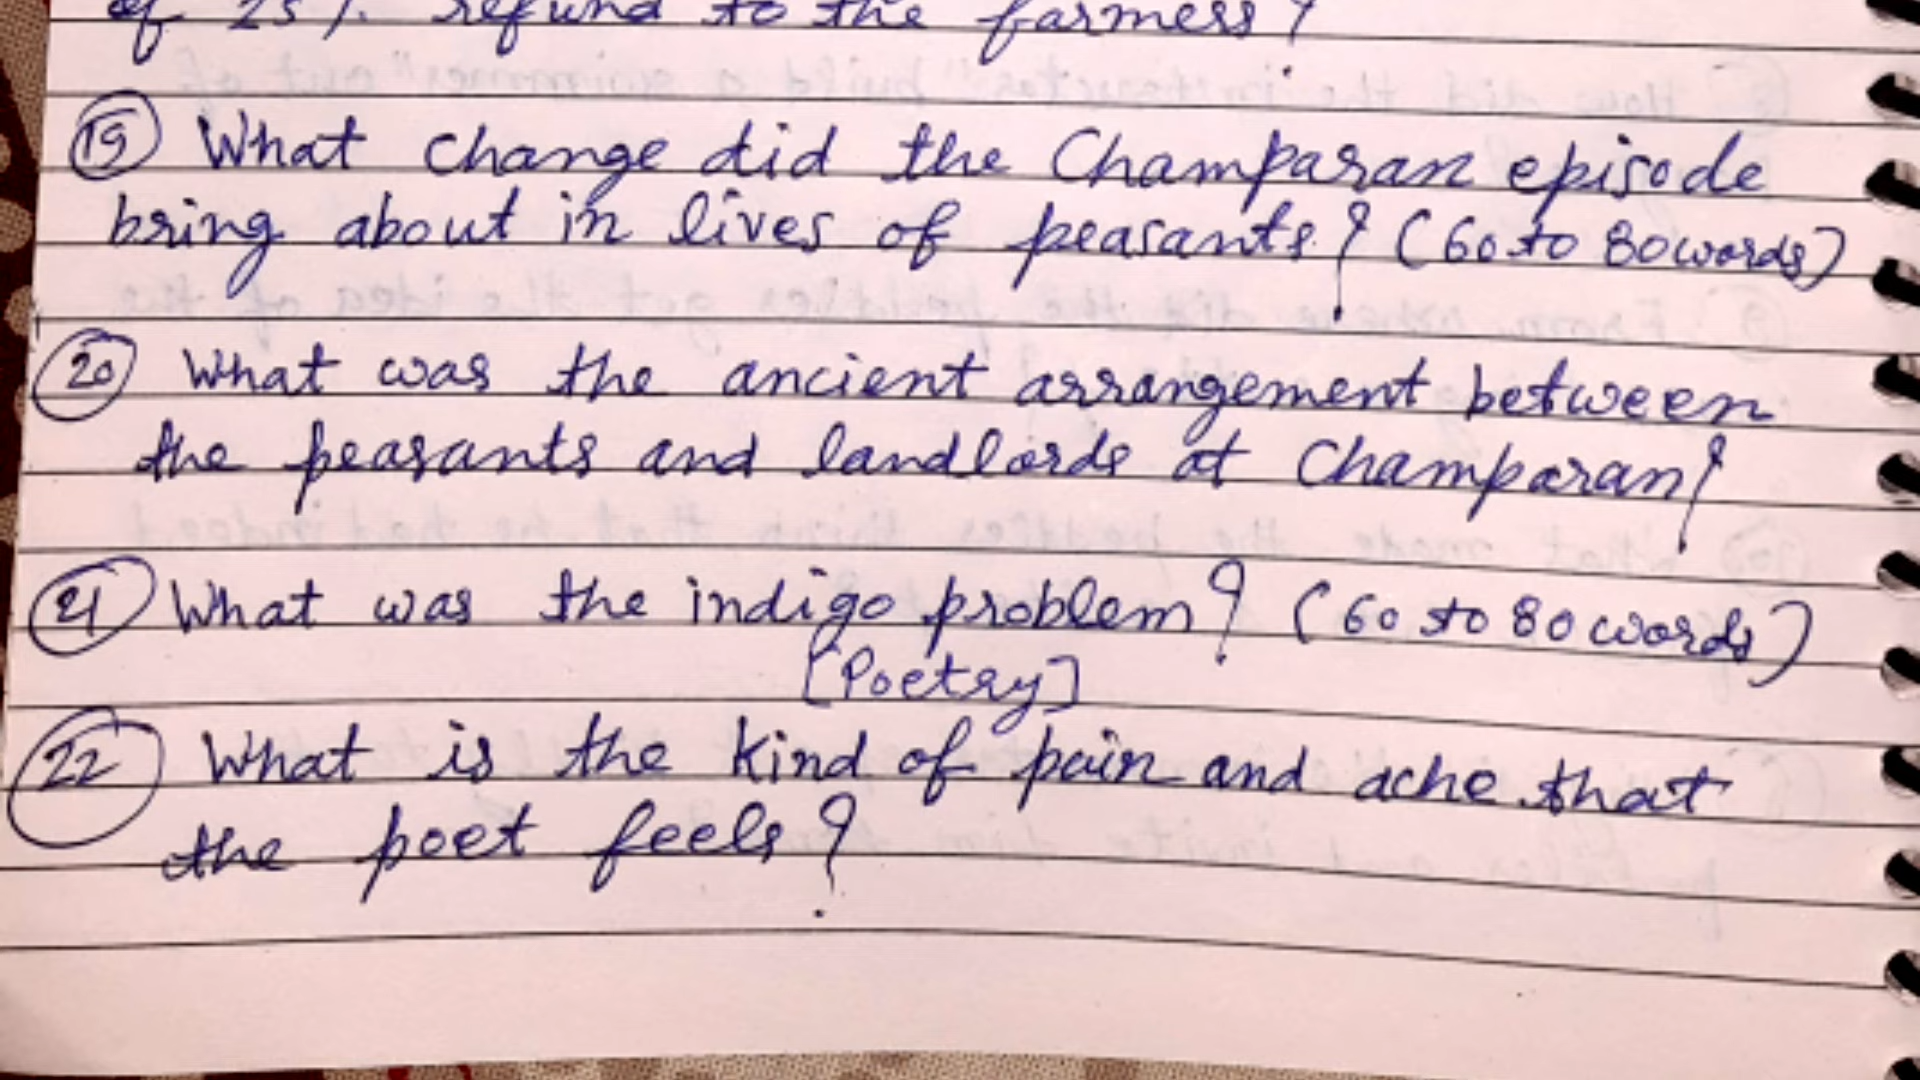 of 25%. refund to the farmers?
19 What change did the Champaran episode
bring about in lives of peasants? (60 to 80 words)
20 What was the ancient arrangement between
the peasants and landlords at Champaran?
21 What was the indigo problem? (60 to 80 words)
[Poetry]
22 What is the kind of pain and ache that
the poet feels?